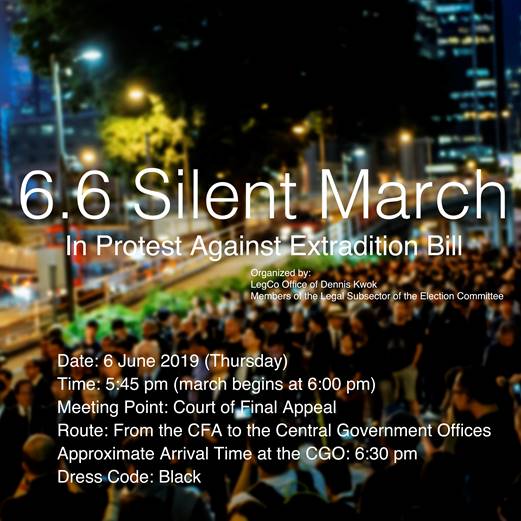 6.6 Silent March
In Protest Against Extradition Bill
Organized by:
LegCo Office of Dennis Kwok
Members of the Legal Subsector of the Election Committee
Date: 6 June 2019 (Thursday)
Time: 5:45 pm (march begins at 6:00 pm)
Meeting Point: Court of Final Appeal
Route: From the CFA to the Central Government Offices
Approximate Arrival Time at the CGO: 6:30 pm
Dress Code: Black